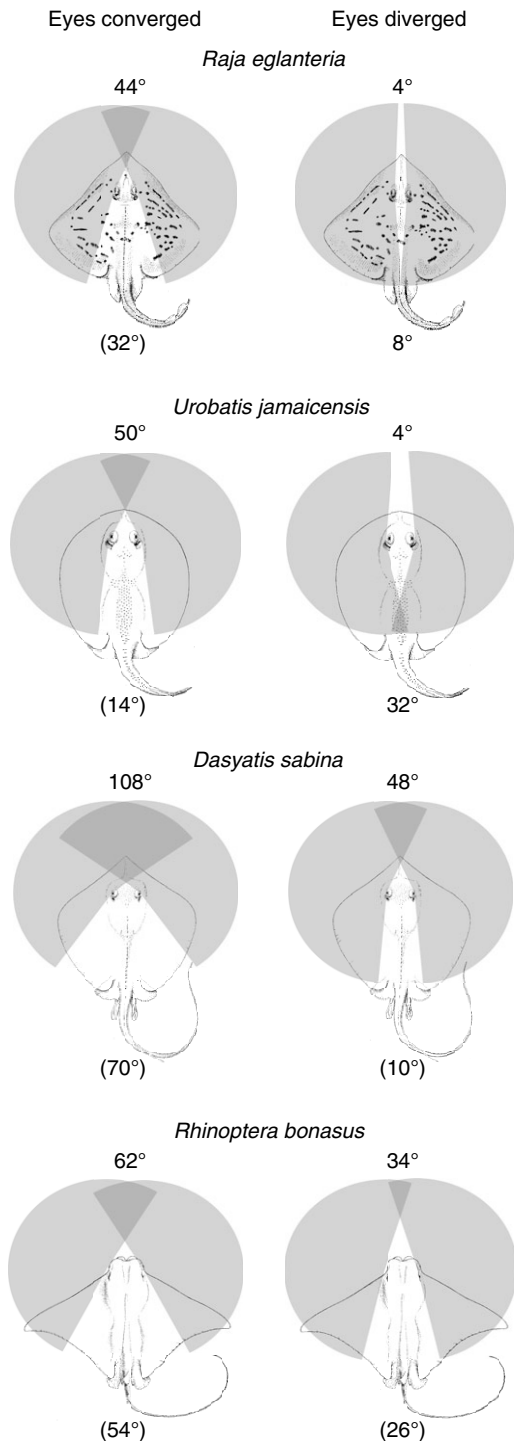 Eyes converged Eyes diverged
Raja eglanteria
44° 4°
(32°) 8°
Urobatis jamaicensis
50° 4°
(14°) 32°
Dasyatis sabina
108° 48°
(70°) (10°)
Rhinoptera bonasus
62° 34°
(54°) (26°)